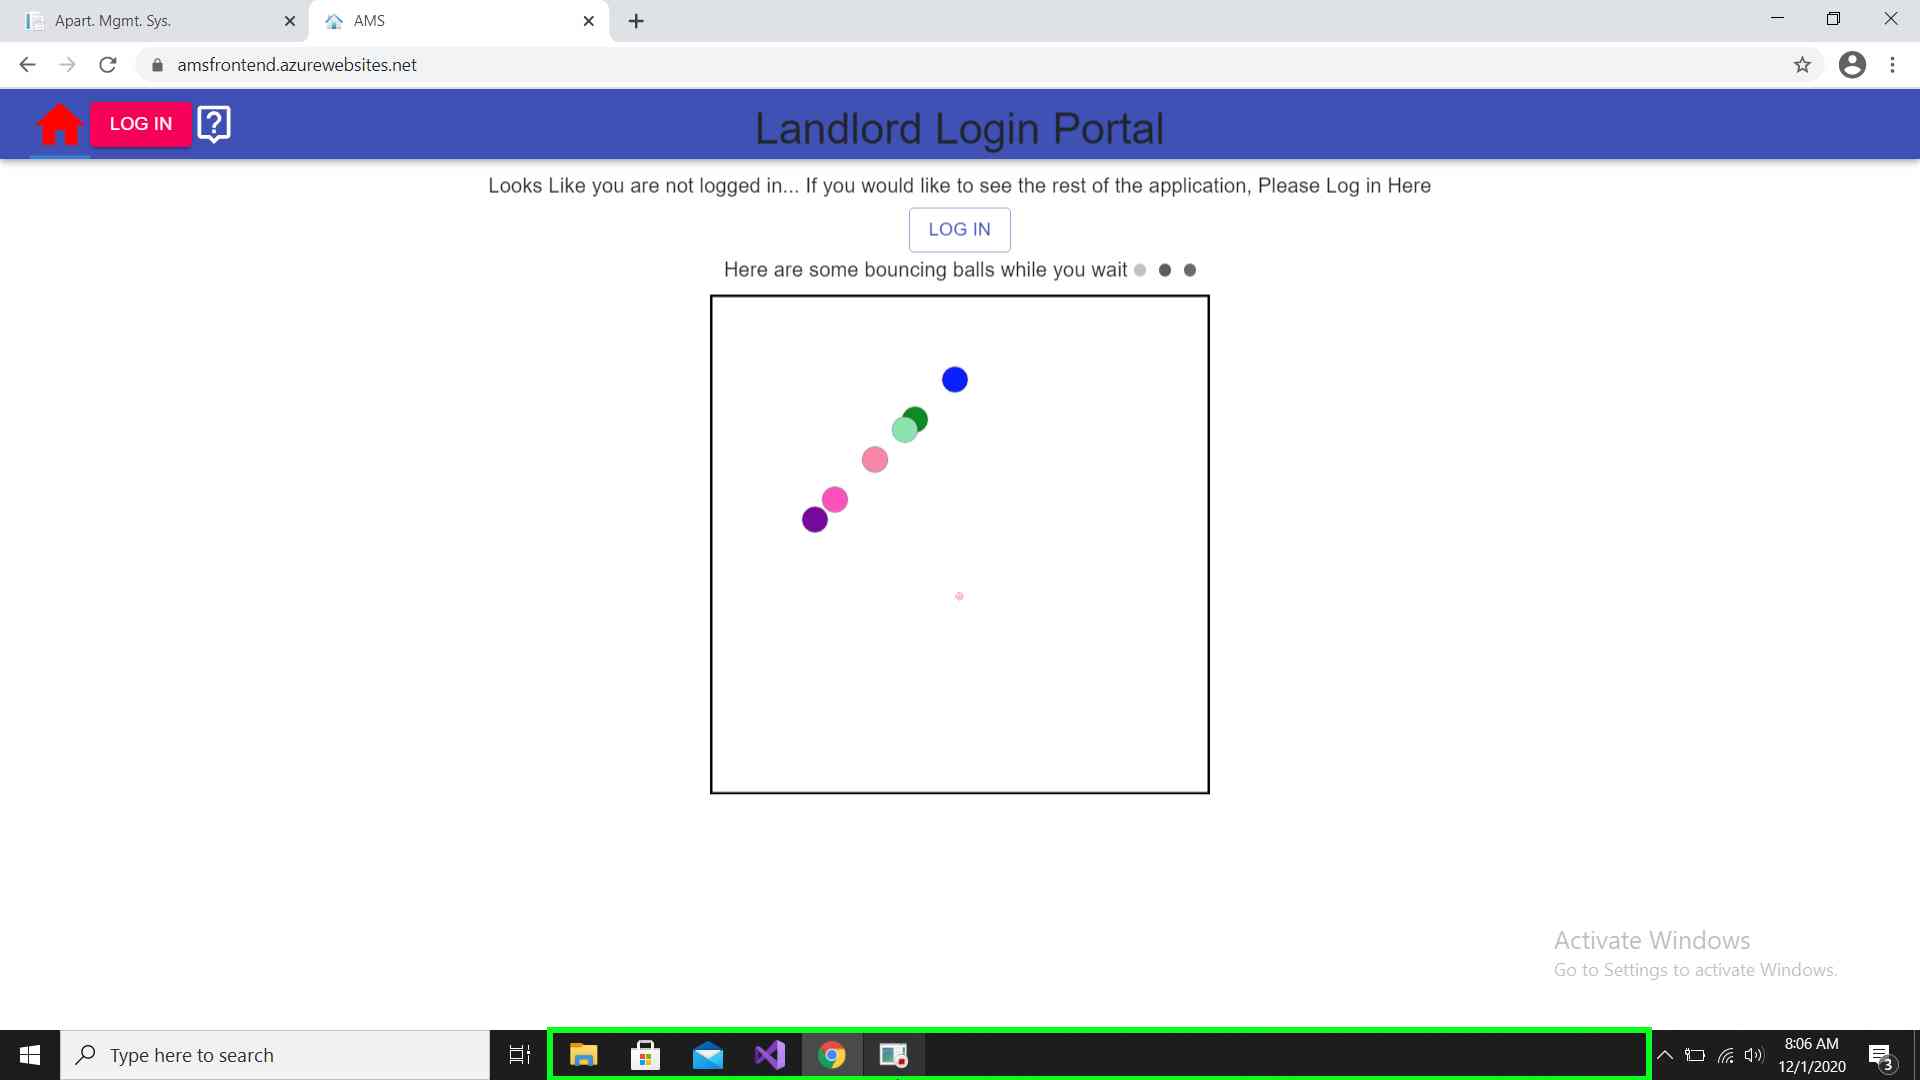 Apart. Mgmt. Sys.
AMS
amsfrontend.azurewebsites.net
LOG IN
Landlord Login Portal
Looks Like you are not logged in... If you would like to see the rest of the application, Please Log in Here
LOG IN
Here are some bouncing balls while you wait
Activate Windows
Go to Settings to activate Windows.
Type here to search
8:06 AM
12/1/2020
3